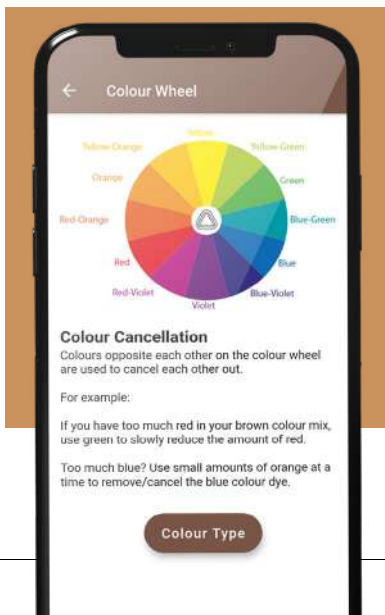 Colour Wheel
Yellow
Yellow-Orange
Yellow-Green
Orange
Green
Red-Orange
Blue-Green
Red
Blue
Red-Violet
Blue-Violet
Violet
Colour Cancellation
Colours opposite each other on the colour wheel
are used to cancel each other out.
For example:
If you have too much red in your brown colour mix,
use green to slowly reduce the amount of red.
Too much blue? Use small amounts of orange at a
time to remove/cancel the blue colour dye.
Colour Type